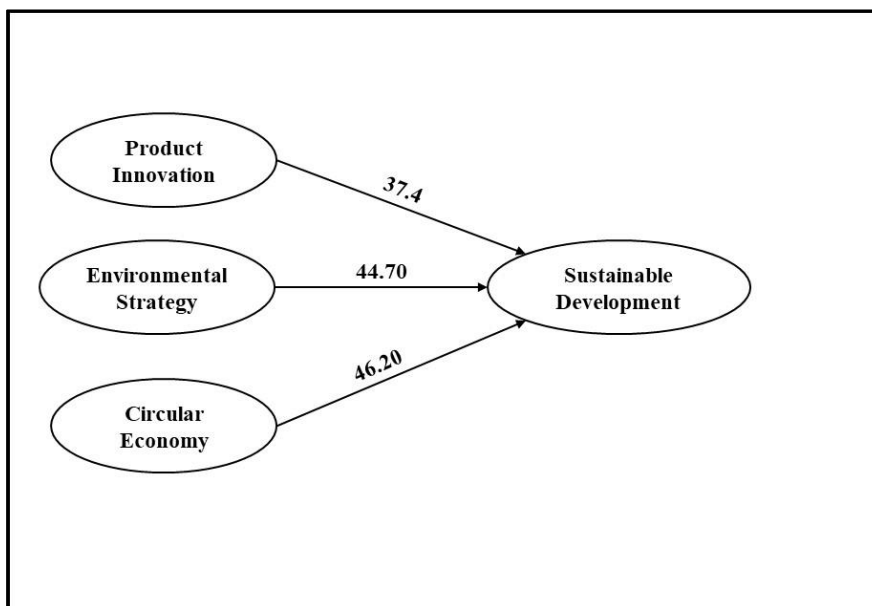 Product
Innovation
37.4
Environmental
Strategy
44.70
Sustainable
Development
46.20
Circular
Economy